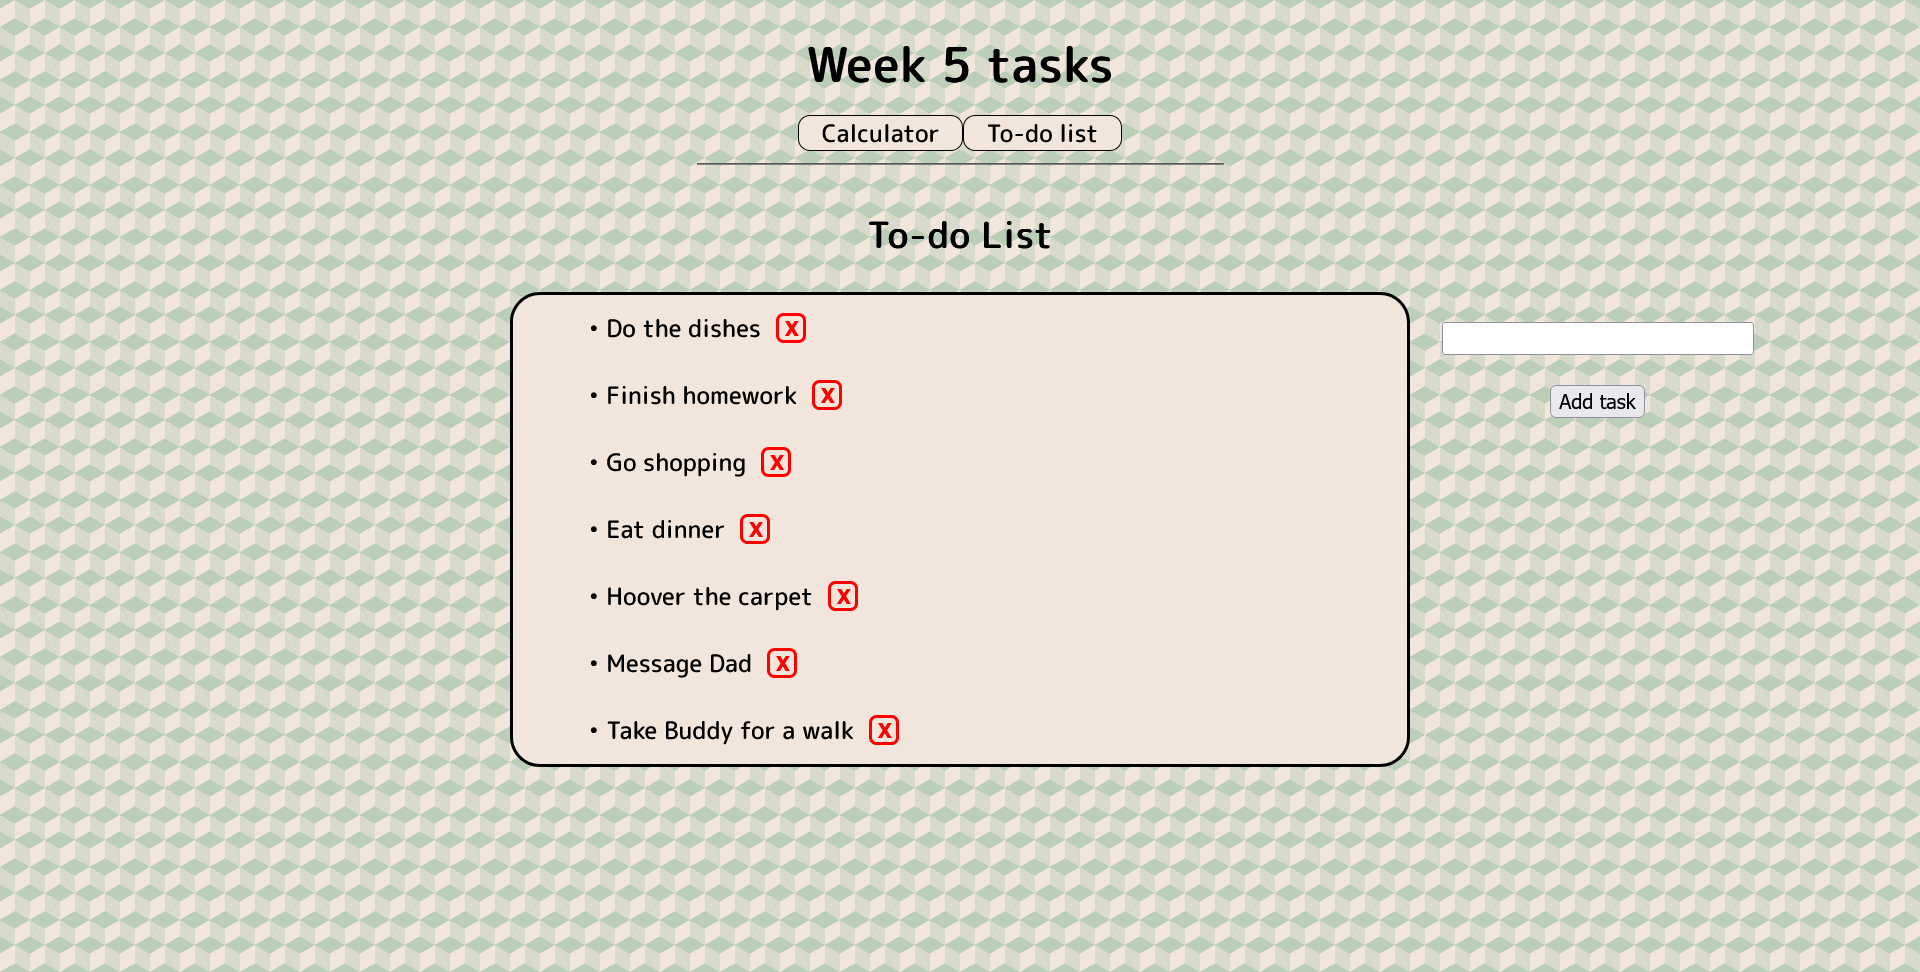 Week 5 tasks
Calculator To-do list
To-do List
• Do the dishes X
• Finish homework X
• Go shopping X
• Eat dinner X
• Hoover the carpet X
• Message Dad X
• Take Buddy for a walk X
Add task